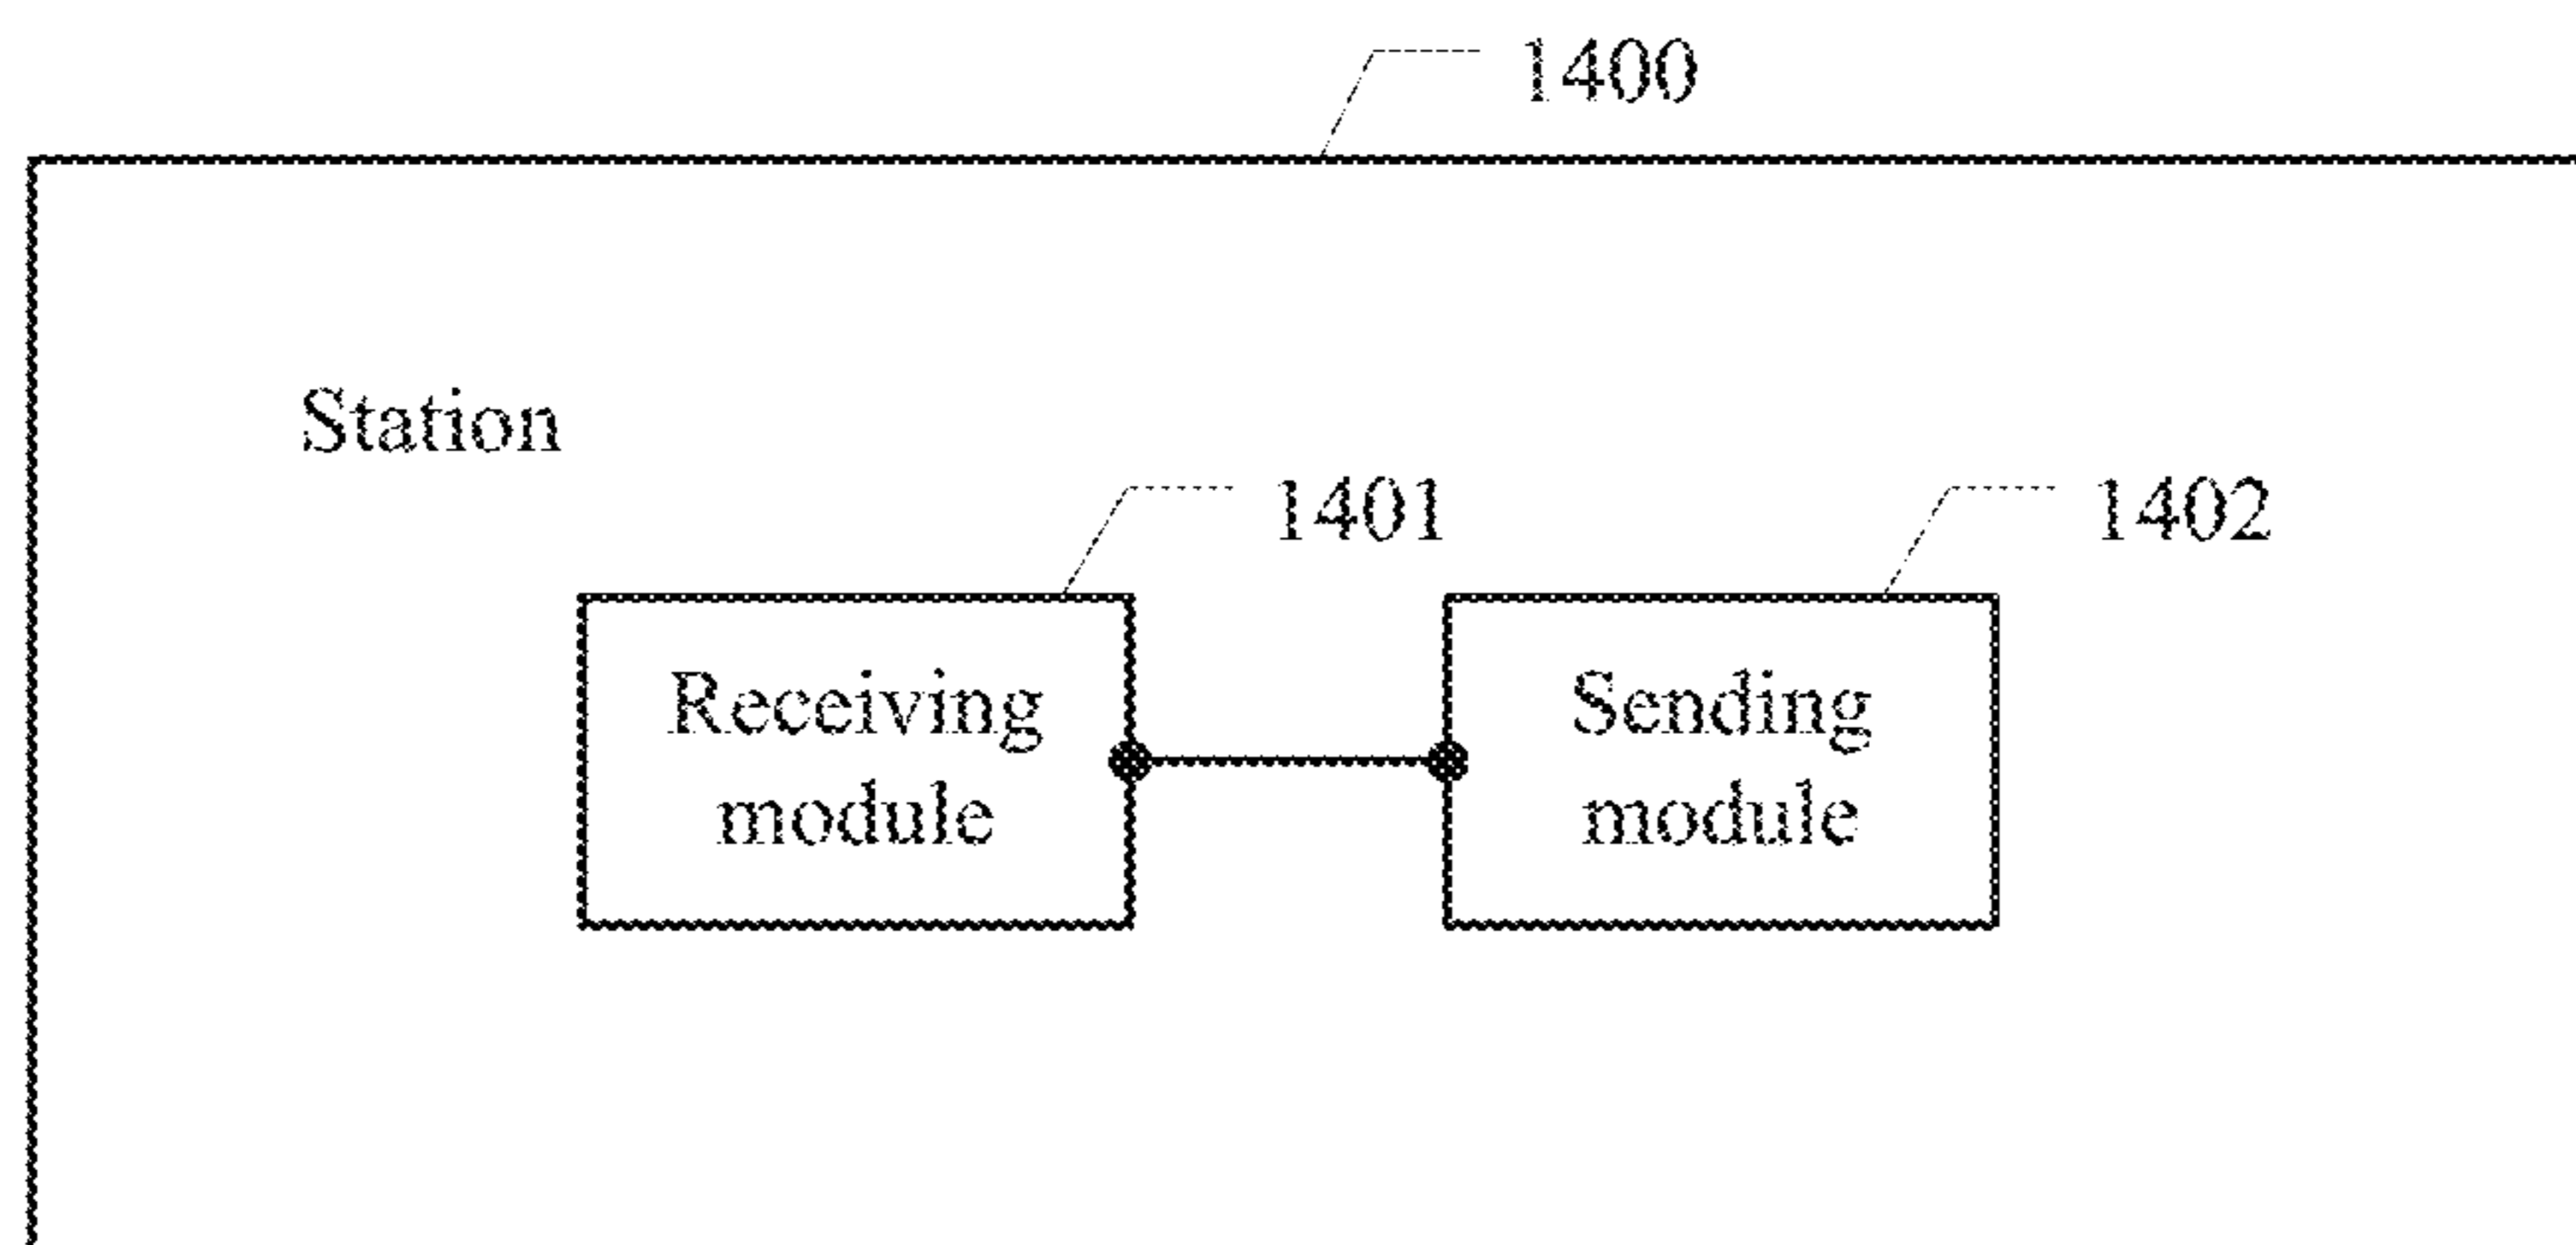 1400
Station
1401
1402
Receiving
module
Sending
module